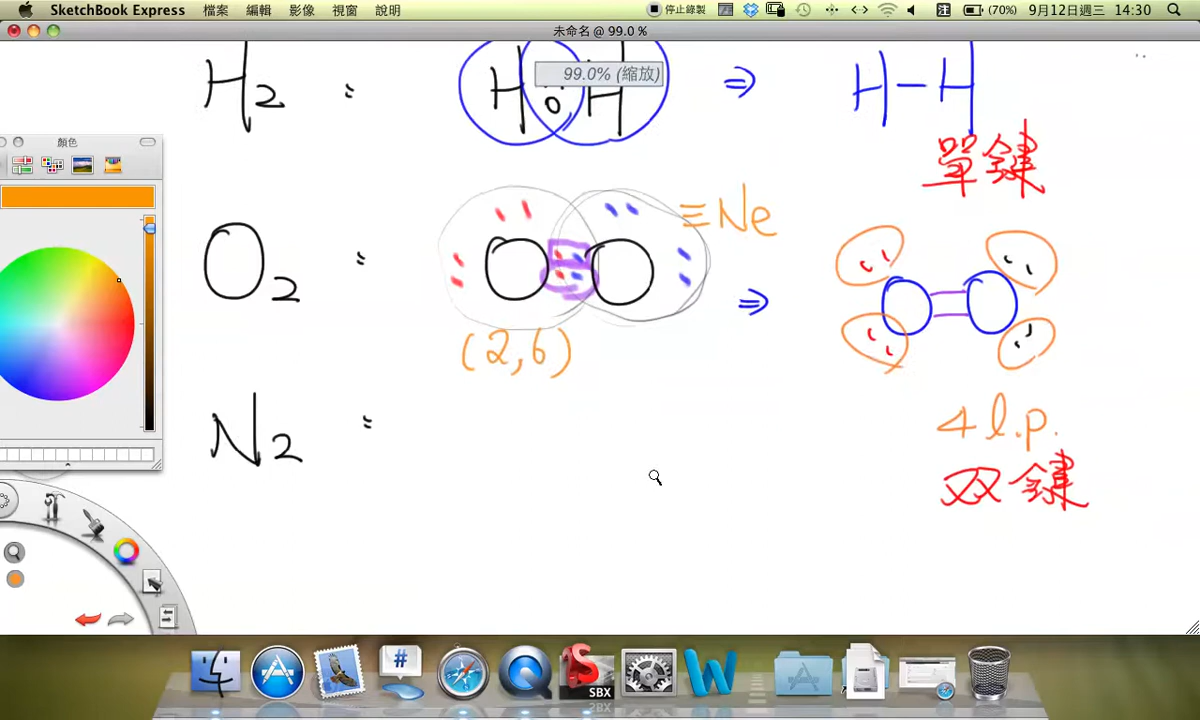 SketchBook Express 檔案 編輯 影像 視窗 說明 停止錄製 (70%) 9月12日週三 14:30
未命名 @ 99.0 %
99.0% (縮放)
H2 : H H ⇒ H-H
單鍵
顏色
O2 : O O ≡Ne
⇒ O=O
(2,6)
N2 :
4 l.p.
双鍵
#
SBX
W